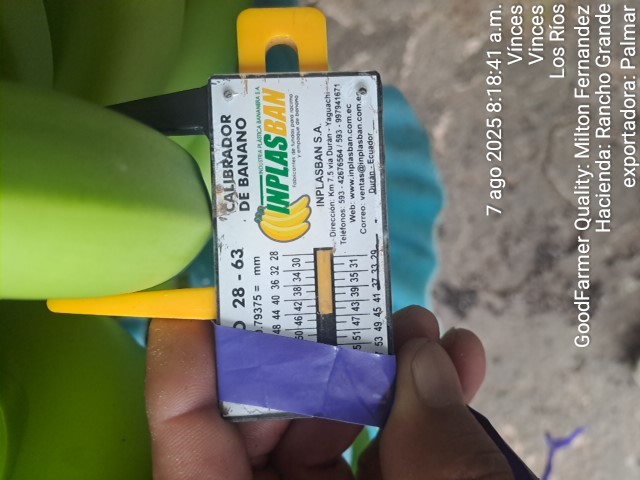 O 28 - 63
0.79375 = mm
48 44 40 36 32 28
50 46 42 38 34 30
51 47 43 39 35 31
53 49 45 41 37 33 29
CALIBRADOR
DE BANANO
INDUSTRIA PLÁSTICA BANANERA S.A.
INPLASBAN
Fabricantes de fundas para racimo
y empaque de banano
INPLASBAN S.A.
Dirección: Km 7.5 via Durán - Yaguachi
Teléfonos: 593 - 42676564 / 593 - 997941671
Web: www.inplasban.com.ec
Correo: ventas@inplasban.com.ec
Durán - Ecuador
7 ago 2025 8:18:41 a.m.
Vínces
Vinces
Los Ríos
GoodFarmer Quality: Milton Fernandez
Hacienda: Rancho Grande
exportadora: Palmar